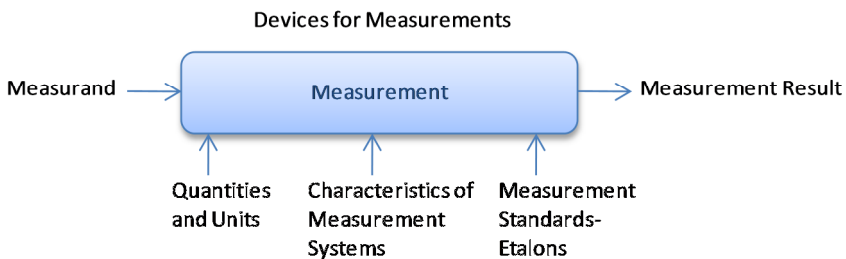 Devices for Measurements
Measurand
Measurement
Measurement Result
Quantities
and Units
Characteristics of
Measurement
Systems
Measurement
Standards-
Etalons